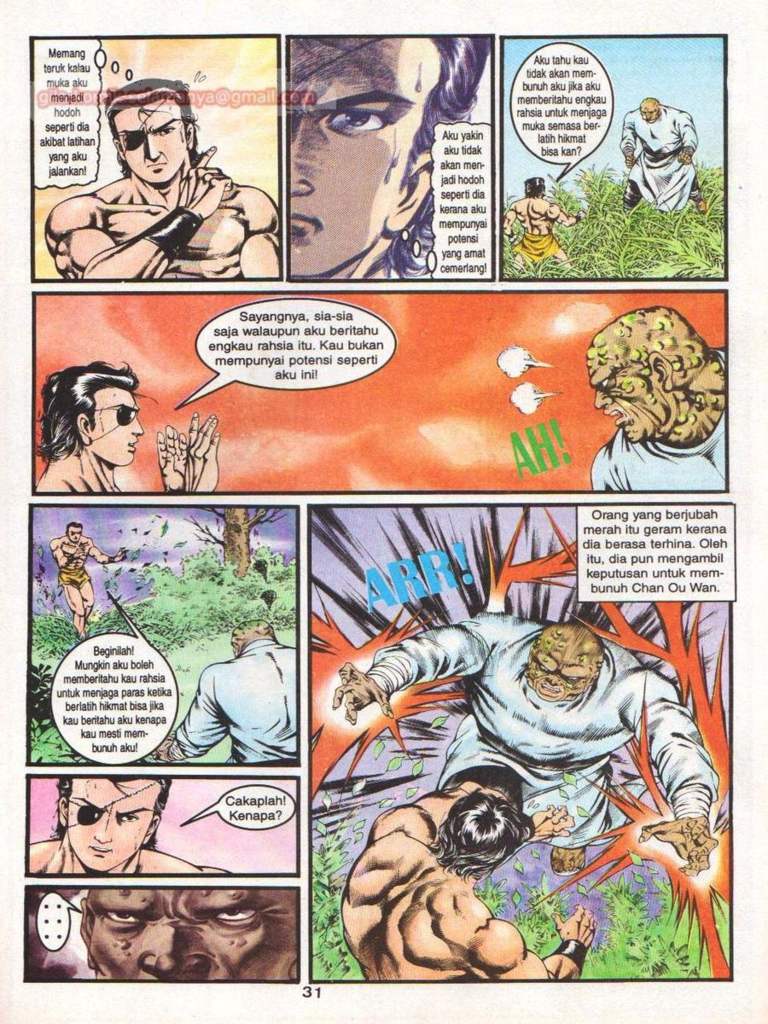 Memang
teruk kalau
muka aku
menjadi
hodoh
seperti dia
akibat latihan
yang aku
jalankan!
Aku yakin
aku tidak
akan men-
jadi hodoh
seperti dia
kerana aku
mempunyai
potensi
yang amat
cemerlang!
Aku tahu kau
tidak akan mem-
bunuh aku jika aku
memberitahu engkau
rahsia untuk menjaga
muka semasa ber-
latih hikmat
bisa kan?
Sayangnya, sia-sia
saja walaupun aku beritahu
engkau rahsia itu. Kau bukan
mempunyai potensi seperti
aku ini!
AH!
Beginilah!
Mungkin aku boleh
memberitahu kau rahsia
untuk menjaga paras ketika
berlatih hikmat bisa jika
kau beritahu aku kenapa
kau mesti mem-
bunuh aku!
Orang yang berjubah
merah itu geram kerana
dia berasa terhina. Oleh
itu, dia pun mengambil
keputusan untuk mem-
bunuh Chan Ou Wan.
ARR!
Cakaplah!
Kenapa?
31